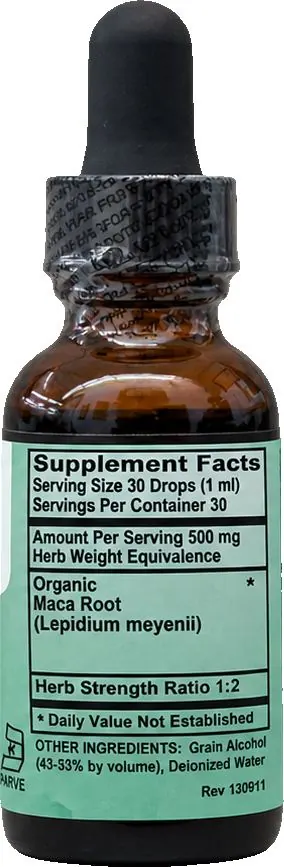 Supplement Facts
Serving Size 30 Drops (1 ml)
Servings Per Container 30
Amount Per Serving 500 mg
Herb Weight Equivalence
Organic *
Maca Root
(Lepidium meyenii)
Herb Strength Ratio 1:2
* Daily Value Not Established
OTHER INGREDIENTS: Grain Alcohol
(43-53% by volume), Deionized Water
Rev 130911
K
PARVE